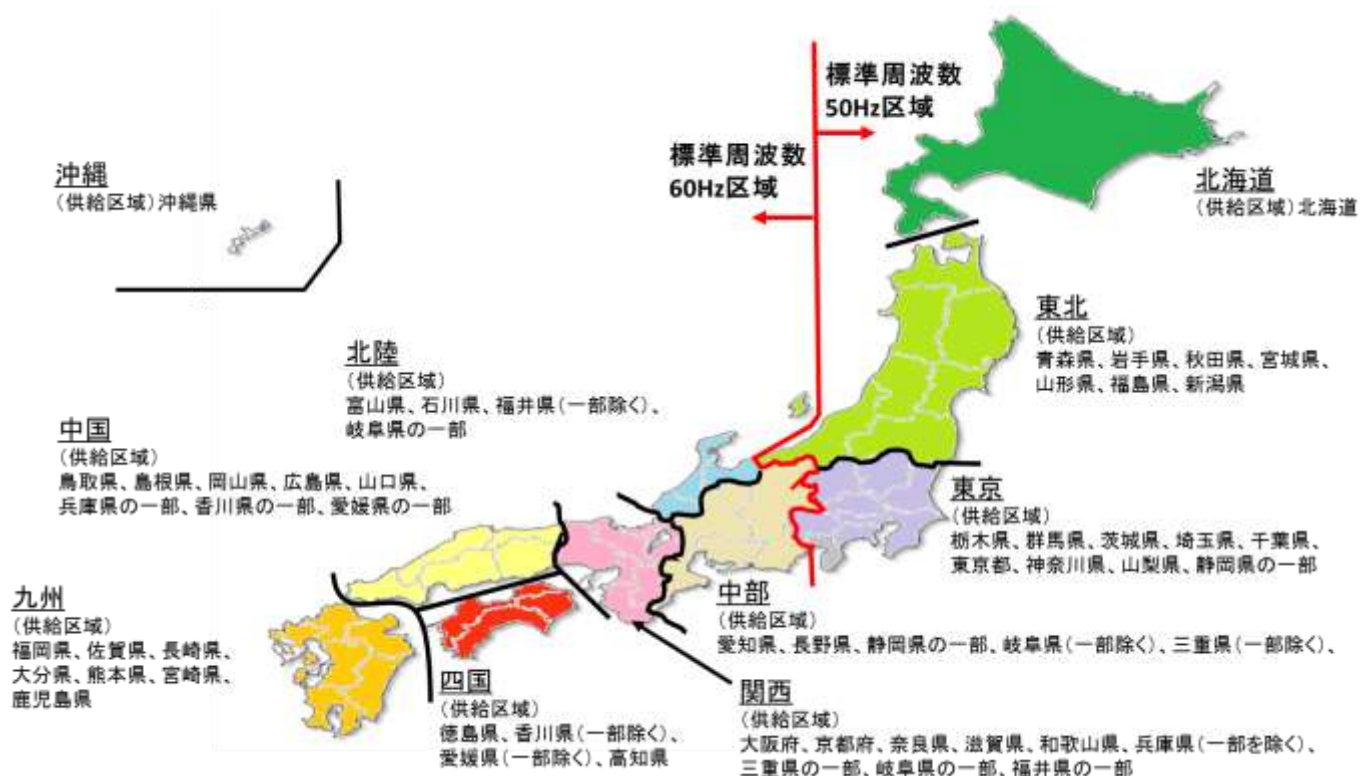 標準周波数
50Hz区域
標準周波数
60Hz区域
北海道
(供給区域)北海道
沖縄
(供給区域)沖縄県
東北
(供給区域)
青森県、岩手県、秋田県、宮城県、
山形県、福島県、新潟県
北陸
(供給区域)
富山県、石川県、福井県(一部除く)、
岐阜県の一部
中国
(供給区域)
鳥取県、島根県、岡山県、広島県、山口県、
兵庫県の一部、香川県の一部、愛媛県の一部
東京
(供給区域)
栃木県、群馬県、茨城県、埼玉県、千葉県、
東京都、神奈川県、山梨県、静岡県の一部
九州
(供給区域)
福岡県、佐賀県、長崎県、
大分県、熊本県、宮崎県、
鹿児島県
中部
(供給区域)
愛知県、長野県、静岡県の一部、岐阜県(一部除く)、三重県(一部除く)、
四国
(供給区域)
徳島県、香川県(一部除く)、
愛媛県(一部除く)、高知県
関西
(供給区域)
大阪府、京都府、奈良県、滋賀県、和歌山県、兵庫県(一部を除く)、
三重県の一部、岐阜県の一部、福井県の一部